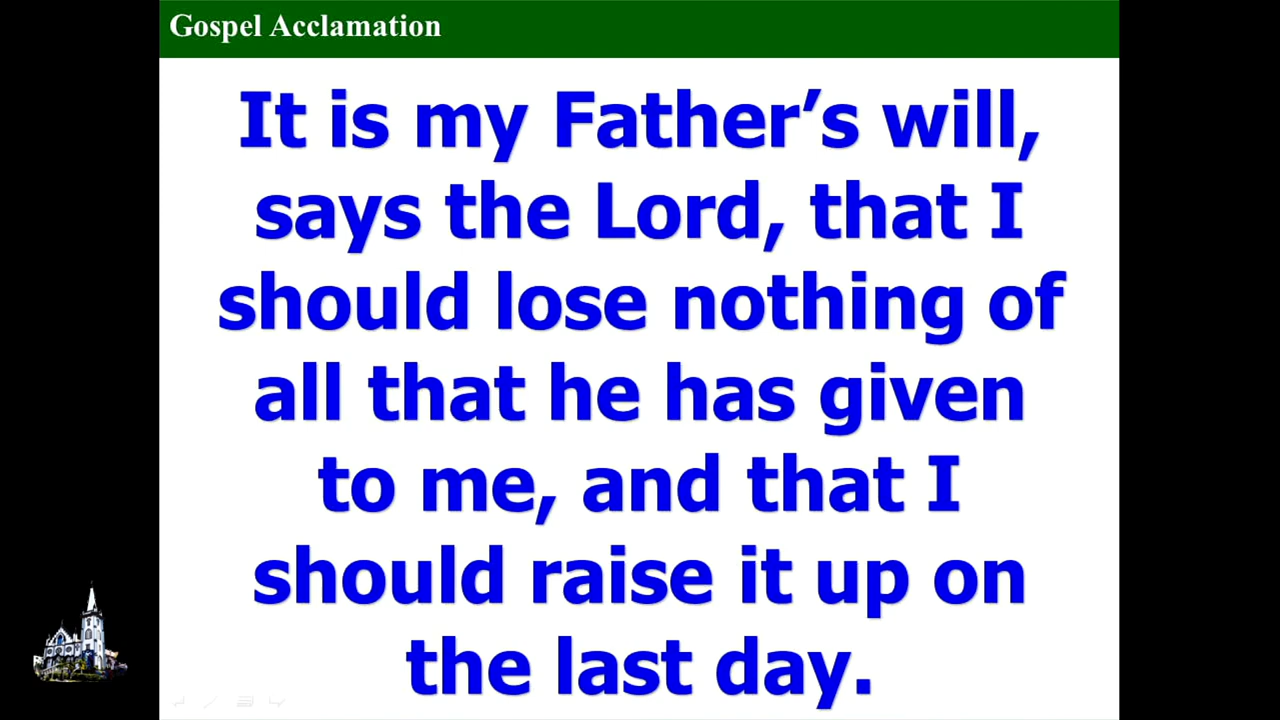 Gospel Acclamation
It is my Father’s will,
says the Lord, that I
should lose nothing of
all that he has given
to me, and that I
should raise it up on
the last day.